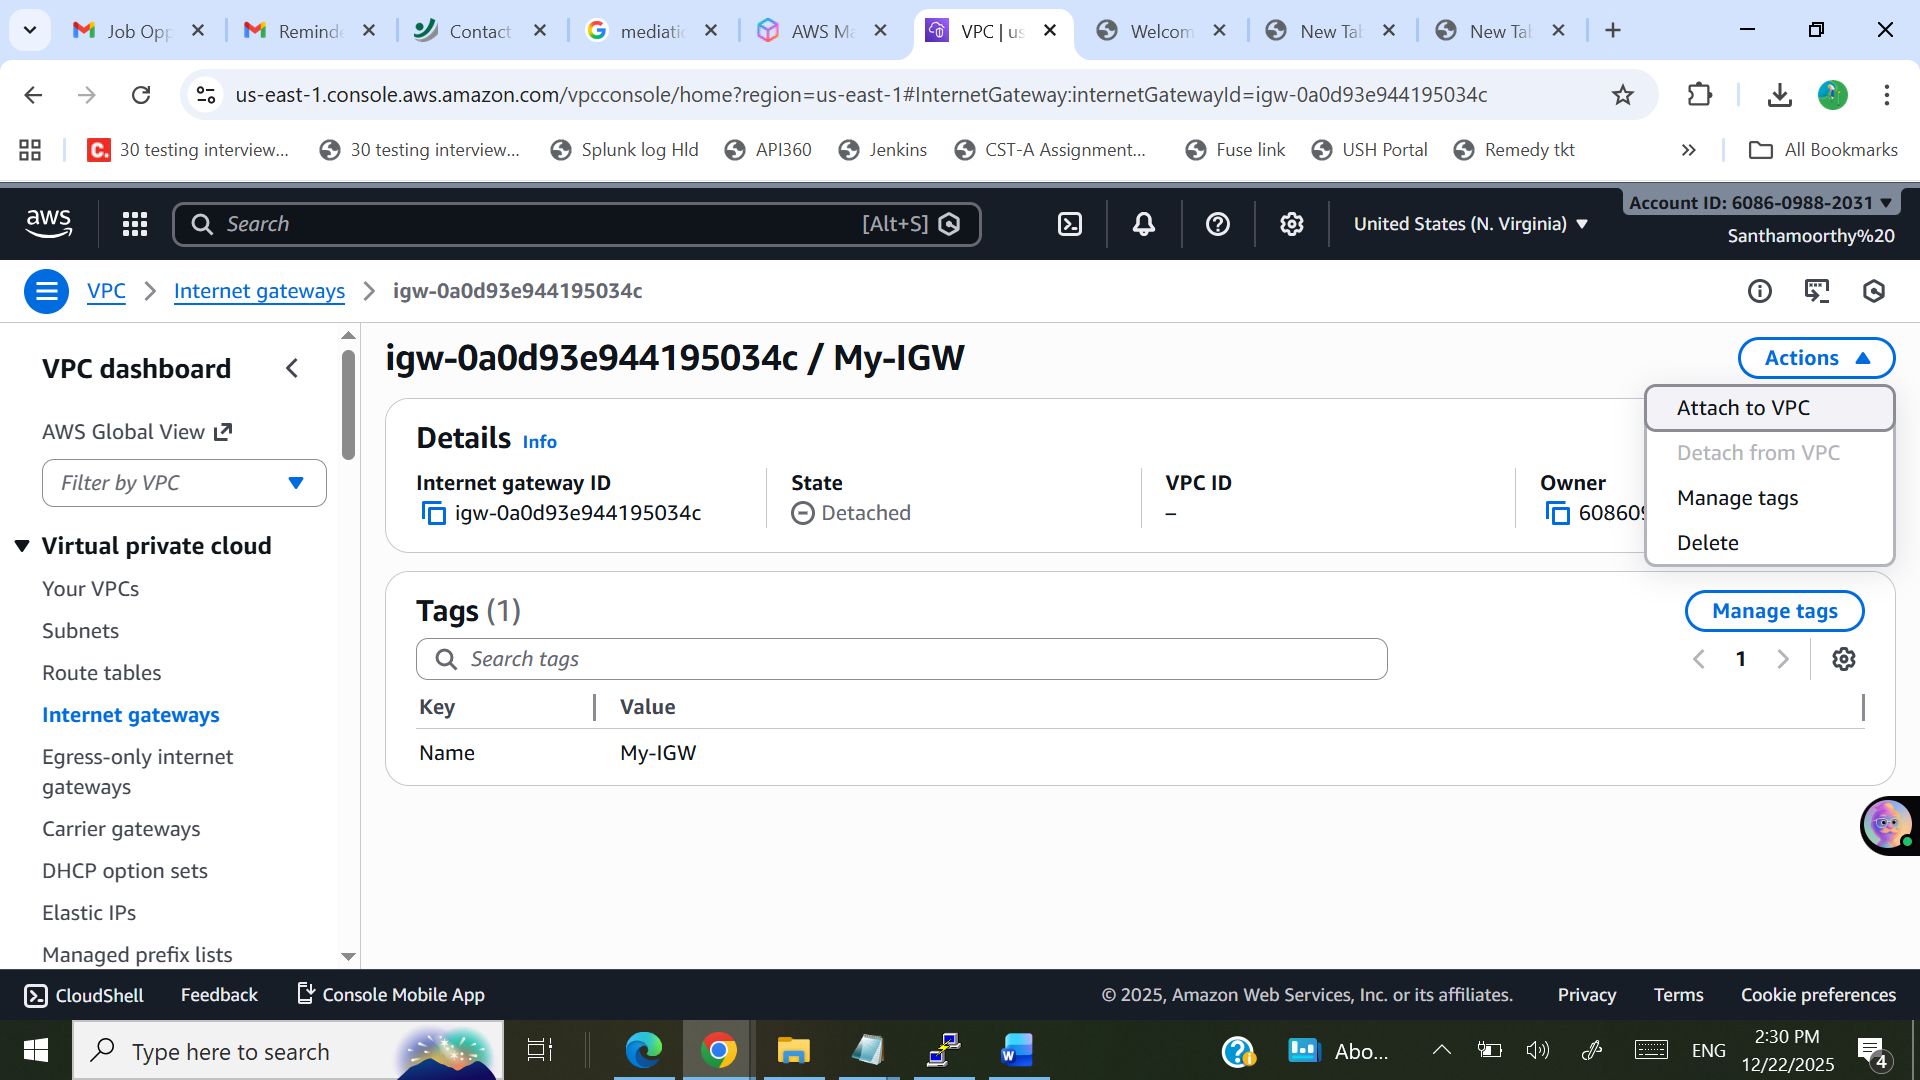 Job Opp
Reminde
Contact
mediatio
AWS Ma
VPC | us
Welcom
New Tab
New Tab
us-east-1.console.aws.amazon.com/vpcconsole/home?region=us-east-1#InternetGateway:internetGatewayId=igw-0a0d93e944195034c
30 testing interview...
30 testing interview...
Splunk log Hld
API360
Jenkins
CST-A Assignment...
Fuse link
USH Portal
Remedy tkt
All Bookmarks
aws
Search
[Alt+S]
United States (N. Virginia)
Account ID: 6086-0988-2031
Santhamoorthy%20
VPC
Internet gateways
igw-0a0d93e944195034c
VPC dashboard
AWS Global View
Filter by VPC
Virtual private cloud
Your VPCs
Subnets
Route tables
Internet gateways
Egress-only internet
gateways
Carrier gateways
DHCP option sets
Elastic IPs
Managed prefix lists
igw-0a0d93e944195034c / My-IGW
Actions
Attach to VPC
Detach from VPC
Manage tags
Delete
Details Info
Internet gateway ID
igw-0a0d93e944195034c
State
Detached
VPC ID
–
Owner
60860
Tags (1)
Manage tags
Search tags
1
Key
Value
Name
My-IGW
CloudShell
Feedback
Console Mobile App
© 2025, Amazon Web Services, Inc. or its affiliates.
Privacy
Terms
Cookie preferences
Type here to search
Abo...
ENG
2:30 PM
12/22/2025
4